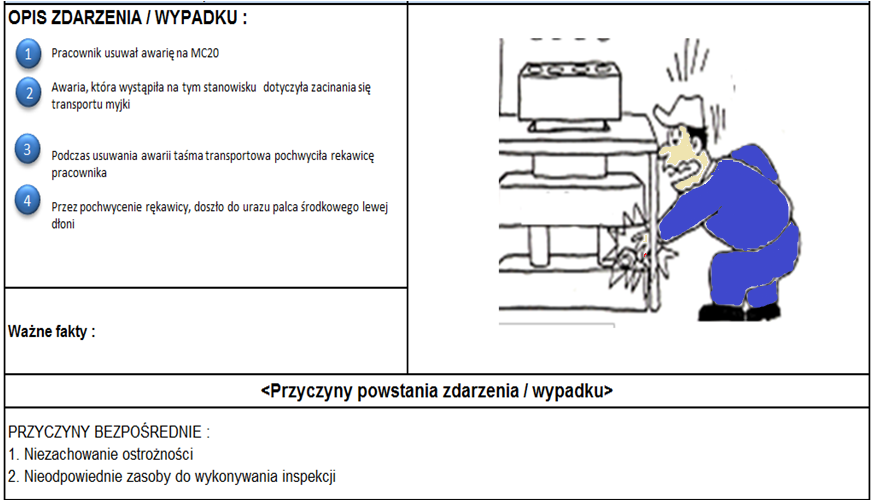 OPIS ZDARZENIA / WYPADKU :
1 Pracownik usuwał awarię na MC20
2 Awaria, która wystąpiła na tym stanowisku dotyczyła zacinania się
transportu myjki
3 Podczas usuwania awarii taśma transportowa pochwyciła rekawicę
pracownika
4 Przez pochwycenie rękawicy, doszło do urazu palca środkowego lewej
dłoni
Ważne fakty :
<Przyczyny powstania zdarzenia / wypadku>
PRZYCZYNY BEZPOŚREDNIE :
1. Niezachowanie ostrożności
2. Nieodpowiednie zasoby do wykonywania inspekcji